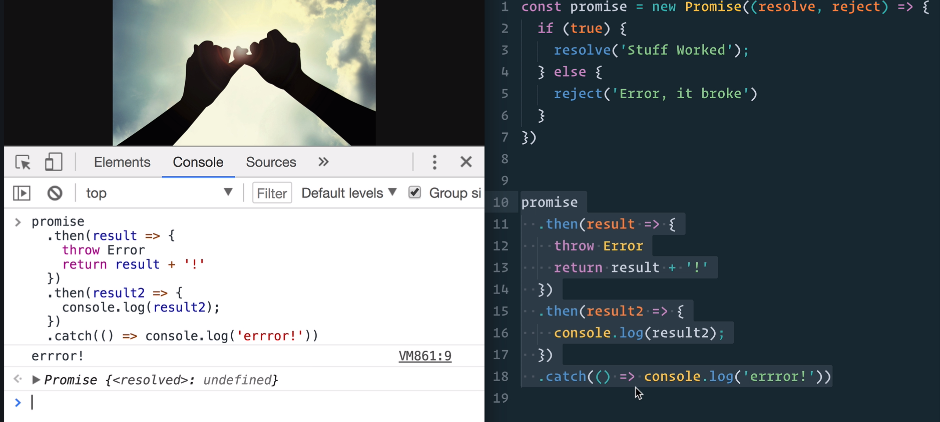 Elements Console Sources »
top Filter Default levels Group si
promise
.then(result => {
throw Error
return result + '!'
})
.then(result2 => {
console.log(result2);
})
.catch(() => console.log('errror!'))
errror! VM861:9
Promise {<resolved>: undefined}
1 const promise = new Promise((resolve, reject) => {
2 if (true) {
3 resolve('Stuff Worked');
4 } else {
5 reject('Error, it broke')
6 }
7 })
8
9
10 promise
11 .then(result => {
12 throw Error
13 return result + '!'
14 })
15 .then(result2 => {
16 console.log(result2);
17 })
18 .catch(() => console.log('errror!'))
19